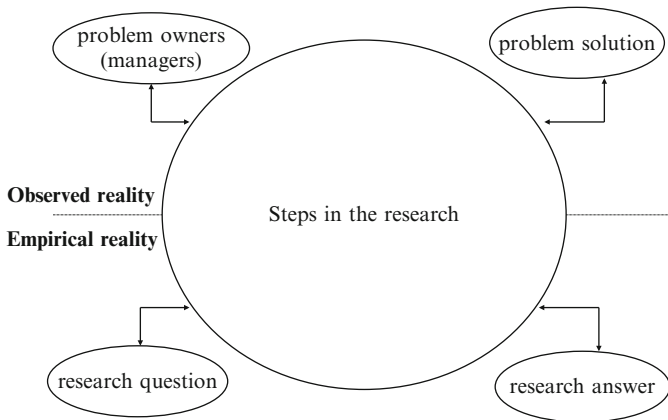 problem owners
(managers)
problem solution
Observed reality
Steps in the research
Empirical reality
research question
research answer